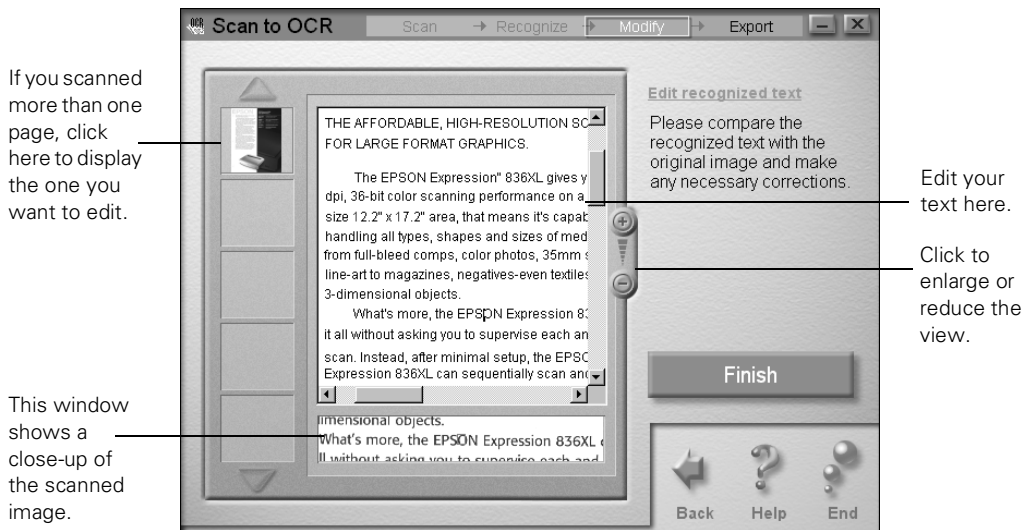 OCR
Scan to OCR
Scan
Recognize
Modify
Export
If you scanned
more than one
page, click
here to display
the one you
want to edit.
THE AFFORDABLE, HIGH-RESOLUTION SC
FOR LARGE FORMAT GRAPHICS.
The EPSON Expression" 836XL gives y
dpi, 36-bit color scanning performance on a
size 12.2" x 17.2" area, that means it's capab
handling all types, shapes and sizes of med
from full-bleed comps, color photos, 35mm s
line-art to magazines, negatives-even textiles
3-dimensional objects.
What's more, the EPSON Expression 83
it all without asking you to supervise each an
scan. Instead, after minimal setup, the EPSO
Expression 836XL can sequentially scan and
Edit recognized text
Please compare the
recognized text with the
original image and make
any necessary corrections.
Edit your
text here.
Click to
enlarge or
reduce the
view.
Finish
This window
shows a
close-up of
the scanned
image.
imensional objects.
What's more, the EPSON Expression 836XL
ll without asking you to supervise each and
Back
Help
End